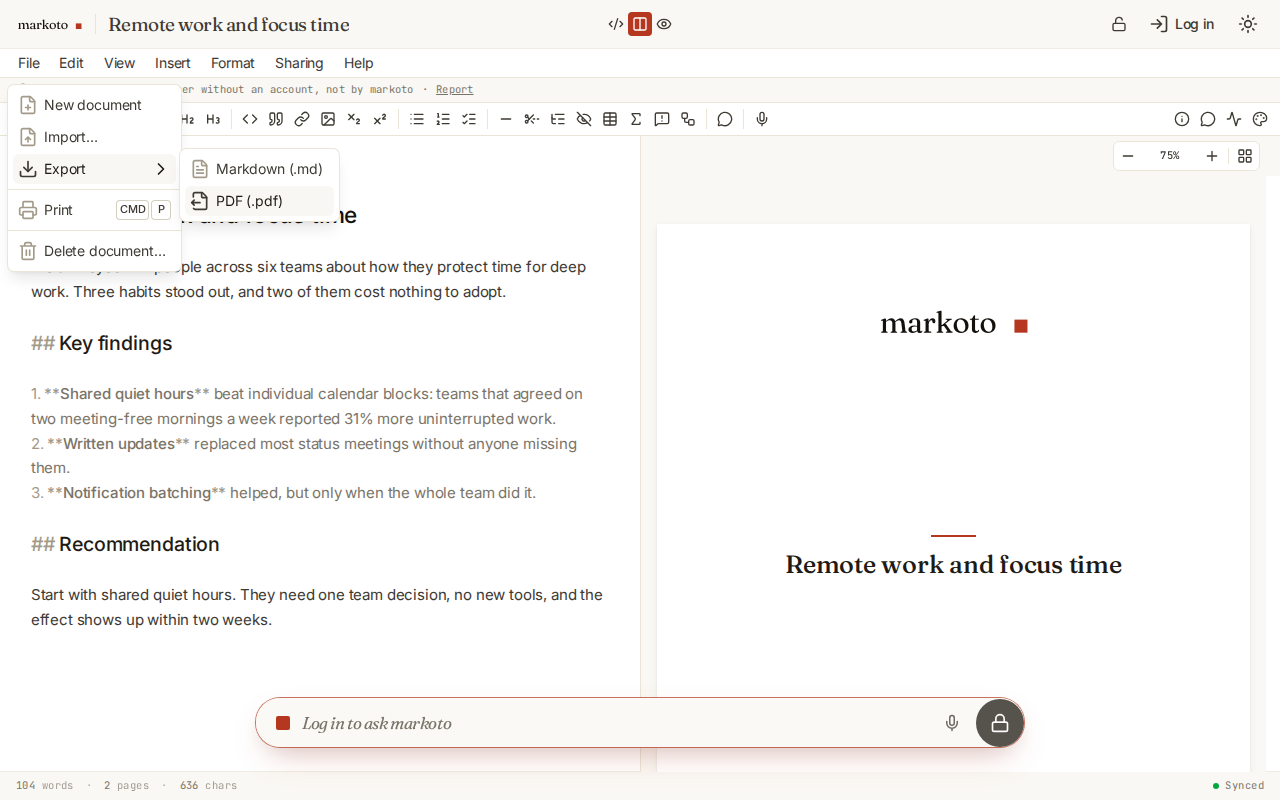 markoto
Remote work and focus time
Log in
File Edit View Insert Format Sharing Help
without an account, not by markoto · Report
H2 H3
x2 x2
New document
Import...
Export
Markdown (.md)
PDF (.pdf)
Print CMD P
Delete document...
75%
and focus time
across six teams about how they protect time for deep
work. Three habits stood out, and two of them cost nothing to adopt.
## Key findings
1. **Shared quiet hours** beat individual calendar blocks: teams that agreed on
two meeting-free mornings a week reported 31% more uninterrupted work.
2. **Written updates** replaced most status meetings without anyone missing
them.
3. **Notification batching** helped, but only when the whole team did it.
## Recommendation
Start with shared quiet hours. They need one team decision, no new tools, and the
effect shows up within two weeks.
markoto
Remote work and focus time
Log in to ask markoto
104 words · 2 pages · 636 chars
Synced